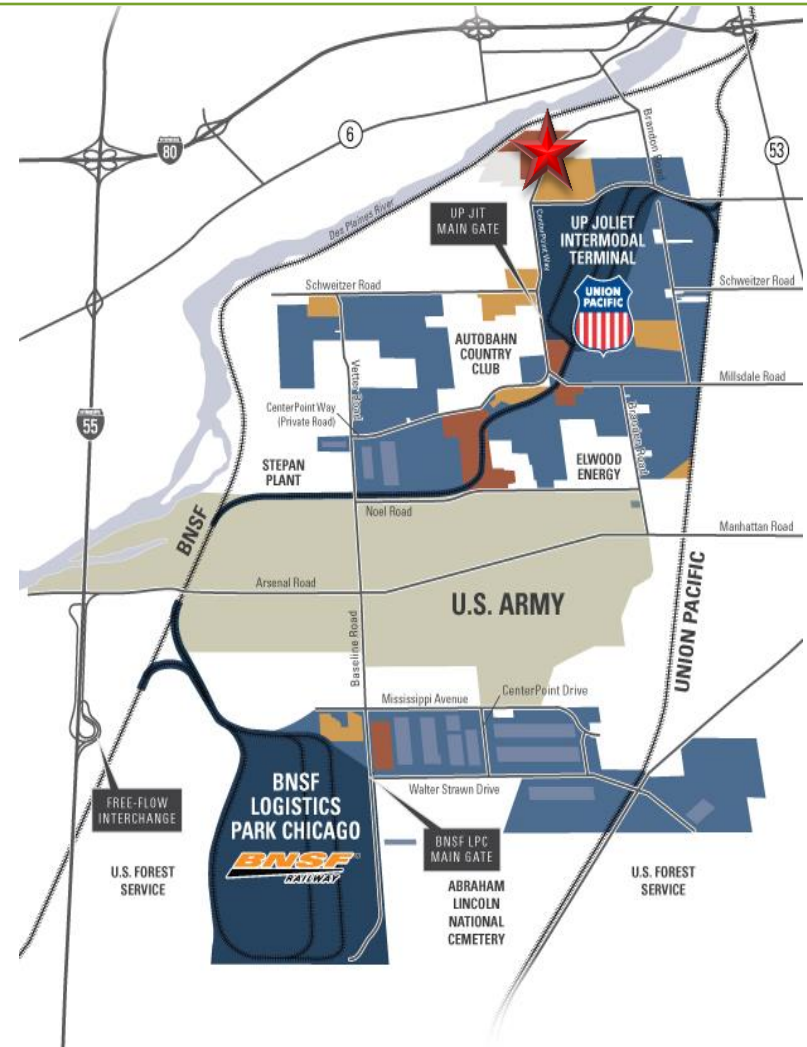 80
6
53
Brandon Road
Des Plaines River
UP JIT
MAIN GATE
CenterPoint Way
UP JOLIET
INTERMODAL
TERMINAL
UNION
PACIFIC
Schweitzer Road
Schweitzer Road
AUTOBAHN
COUNTRY
CLUB
Millsdale Road
Vetter Road
CenterPoint Way
(Private Road)
Brandon Road
55
STEPAN
PLANT
ELWOOD
ENERGY
Noel Road
BNSF
Manhattan Road
Arsenal Road
U.S. ARMY
UNION PACIFIC
Baseline Road
Mississippi Avenue
CenterPoint Drive
BNSF
LOGISTICS
PARK CHICAGO
BNSF
RAILWAY
Walter Strawn Drive
FREE-FLOW
INTERCHANGE
BNSF LPC
MAIN GATE
U.S. FOREST
SERVICE
ABRAHAM
LINCOLN
NATIONAL
CEMETERY
U.S. FOREST
SERVICE